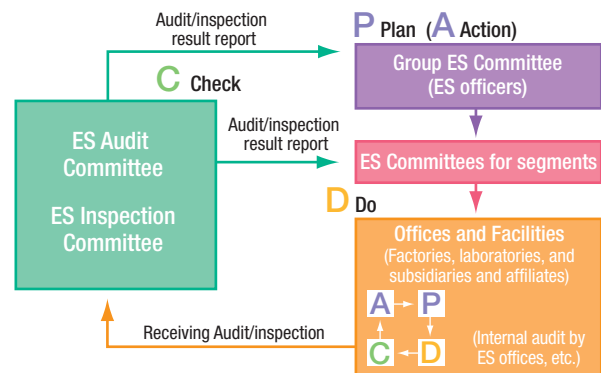 Audit/inspection
result report
P Plan (A Action)
Group ES Committee
(ES officers)
C Check
ES Audit
Committee
ES Inspection
Committee
Audit/inspection
result report
ES Committees for segments
D Do
Offices and Facilities
(Factories, laboratories, and
subsidiaries and affiliates)
A P
C D
(Internal audit by
ES offices, etc.)
Receiving Audit/inspection